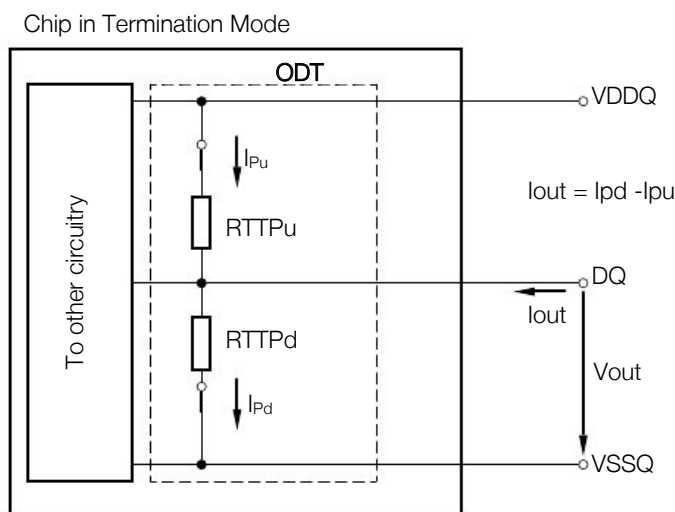 Chip in Termination Mode
ODT
VDDQ
IPu
Iout = Ipd -Ipu
To other circuitry
RTTPu
DQ
Iout
RTTPd
Vout
IPd
VSSQ